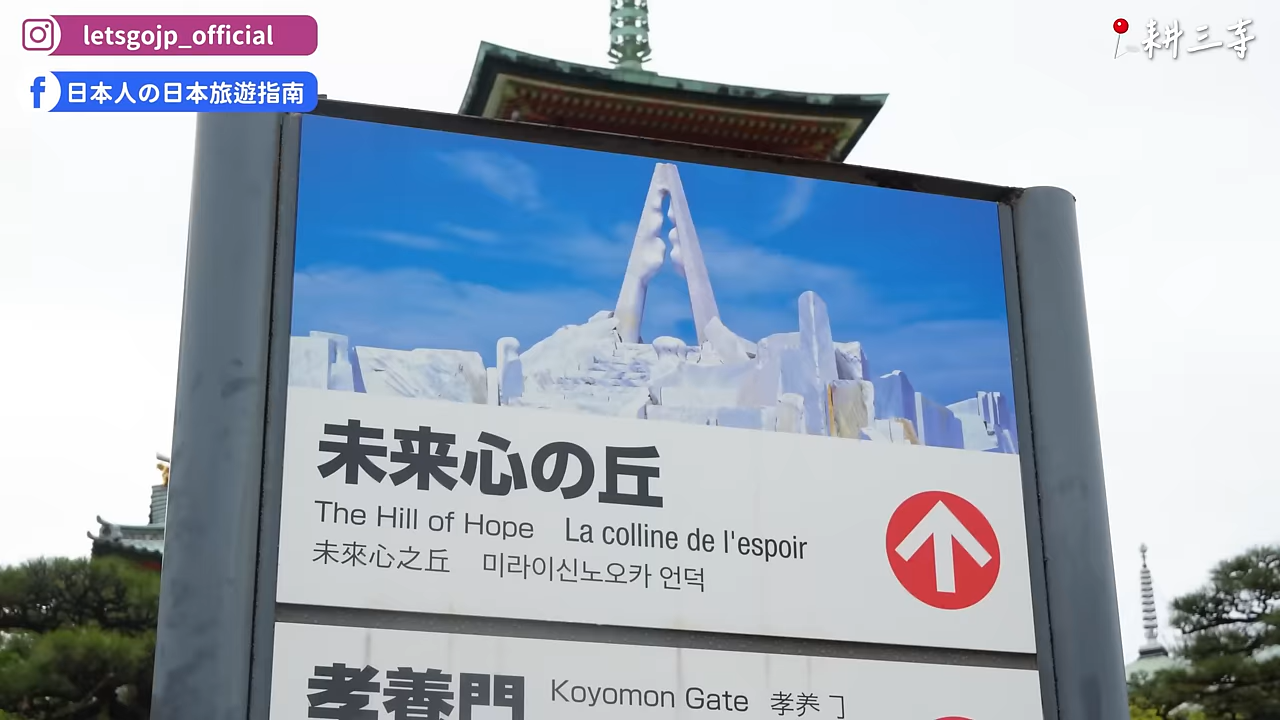 letsgojp_official
日本人の日本旅遊指南
耕三寺
未来心の丘
The Hill of Hope La colline de l'espoir
未來心之丘 미라이신노오카 언덕
孝養門 Koyomon Gate 孝养